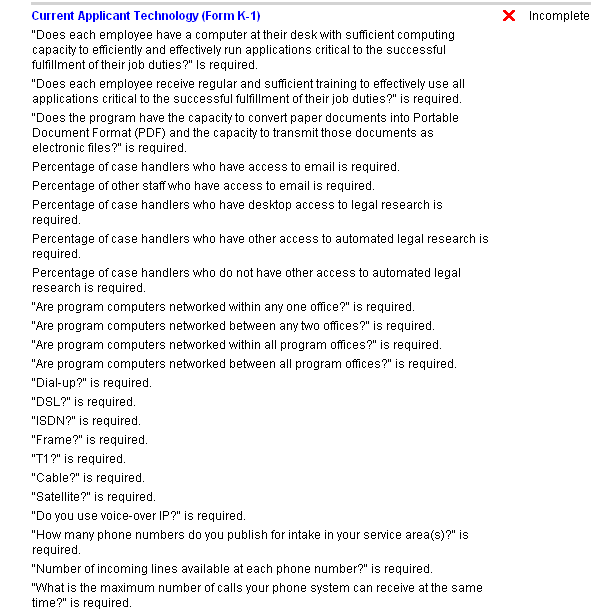 Current Applicant Technology (Form K-1)
Incomplete
"Does each employee have a computer at their desk with sufficient computing
capacity to efficiently and effectively run applications critical to the successful
fulfillment of their job duties?" Is required.
"Does each employee receive regular and sufficient training to effectively use all
applications critical to the successful fulfillment of their job duties?" is required.
"Does the program have the capacity to convert paper documents into Portable
Document Format (PDF) and the capacity to transmit those documents as
electronic files?" is required.
Percentage of case handlers who have access to email is required.
Percentage of other staff who have access to email is required.
Percentage of case handlers who have desktop access to legal research is
required.
Percentage of case handlers who have other access to automated legal research is
required.
Percentage of case handlers who do not have other access to automated legal
research is required.
"Are program computers networked within any one office?" is required.
"Are program computers networked between any two offices?" is required.
"Are program computers networked within all program offices?" is required.
"Are program computers networked between all program offices?" is required.
"Dial-up?" is required.
"DSL?" is required.
"ISDN?" is required.
"Frame?" is required.
"T1?" is required.
"Cable?" is required.
"Satellite?" is required.
"Do you use voice-over IP?" is required.
"How many phone numbers do you publish for intake in your service area(s)?" is
required.
"Number of incoming lines available at each phone number?" is required.
"What is the maximum number of calls your phone system can receive at the same
time?" is required.